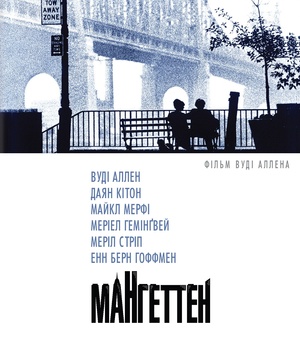 TOW
AWAY
ZONE
NO
ФІЛЬМ ВУДІ АЛЛЕНА
ВУДІ АЛЛЕН
ДАЯН КІТОН
МАЙКЛ МЕРФІ
МЕРІЕЛ ГЕМІНҐВЕЙ
МЕРІЛ СТРІП
ЕНН БЕРН ГОФФМЕН
МАНГЕТТЕН